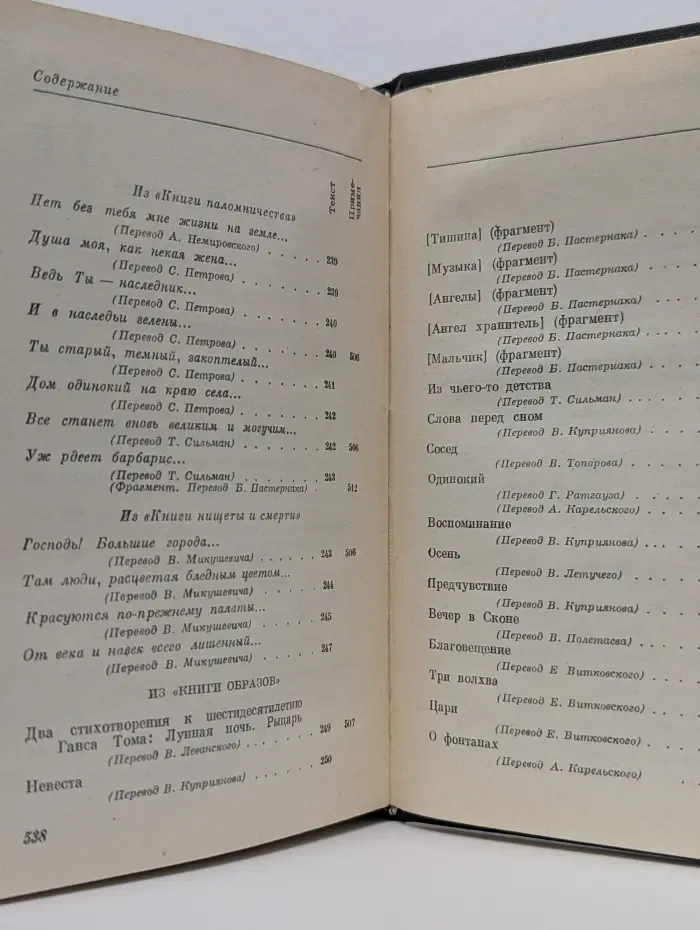 Содержание
Текст
Приме-
чания
Из «Книги паломничества»
Нет без тебя мне жизни на земле...
(Перевод А. Немировского) . . . . . 239
Душа моя, как некая жена...
(Перевод С. Петрова) . . . . . . . . 239
Ведь Ты — наследник...
(Перевод С. Петрова) . . . . . . . . 240
И в наследьи зелены...
(Перевод С. Петрова) . . . . . . . . 240 506
Ты старый, темный, закоптелый...
(Перевод С. Петрова) . . . . . . . . 241
Дом одинокий на краю села...
(Перевод С. Петрова) . . . . . . . . 242
Все станет вновь великим и могучим...
(Перевод Т. Сильман) . . . . . . . . 242 506
Уж рдеет барбарис...
(Перевод Т. Сильман) . . . . . . . . 243
(Фрагмент. Перевод Б. Пастернака) . 512
Из «Книги нищеты и смерти»
Господь! Большие города...
(Перевод В. Микушевича) . . . . . . 243 506
Там люди, расцветая бледным цветом...
(Перевод В. Микушевича) . . . . . . 244
Красуются по-прежнему палаты...
(Перевод В. Микушевича) . . . . . . 245
От века и навек всего лишенный...
(Перевод В. Микушевича) . . . . . . 247
ИЗ «КНИГИ ОБРАЗОВ»
Два стихотворения к шестидесятилетию
Ганса Тома: Лунная ночь. Рыцарь
(Перевод В. Леванского) . . . . . . . 249 507
Невеста
(Перевод В. Куприянова) . . . . . . 250
538
[Тишина] (фрагмент)
(Перевод Б. Пастернака) . . . .
[Музыка] (фрагмент)
(Перевод Б. Пастернака) . . . .
[Ангелы] (фрагмент)
(Перевод Б. Пастернака) . . . .
[Ангел хранитель] (фрагмент)
(Перевод Б. Пастернака) . . . .
[Мальчик] (фрагмент)
(Перевод Б. Пастернака) . . . .
Из чьего-то детства
(Перевод Т. Сильман) . . . . .
Слова перед сном
(Перевод В. Куприянова) . . . .
Сосед
(Перевод В. Топорова) . . . . .
Одинокий
(Перевод Г. Ратгауза) . . . . .
(Перевод А. Карельского) . . . .
Воспоминание
(Перевод В. Куприянова) . . . .
Осень
(Перевод В. Летучего) . . . . .
Предчувствие
(Перевод В. Куприянова) . . . .
Вечер в Сконе
(Перевод В. Полетаева) . . . . .
Благовещение
(Перевод Е Витковского) . . . .
Три волхва
(Перевод Е. Витковского) . . . .
Цари
(Перевод Е. Витковского) . . . .
О фонтанах
(Перевод А. Карельского) . . . .